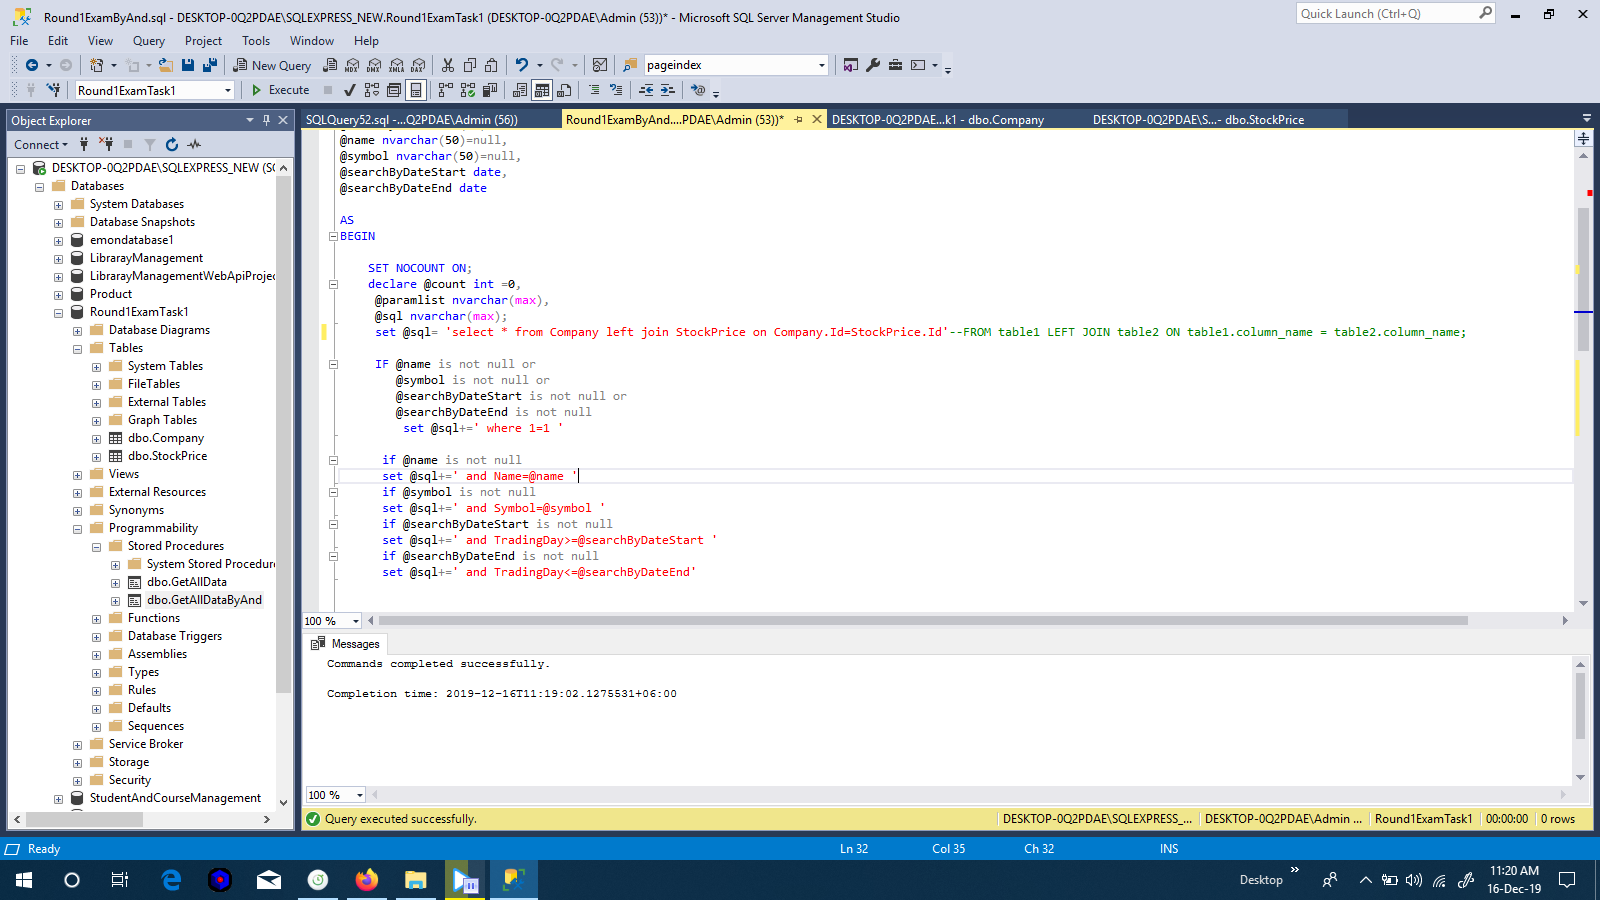 Round1ExamByAnd.sql - DESKTOP-0Q2PDAE\SQLEXPRESS_NEW.Round1ExamTask1 (DESKTOP-0Q2PDAE\Admin (53))* - Microsoft SQL Server Management Studio
Quick Launch (Ctrl+Q)
File Edit View Query Project Tools Window Help
New Query MDX DMX XMLA DAX pageindex
Round1ExamTask1 Execute
Object Explorer
SQLQuery52.sql -...Q2PDAE\Admin (56)) Round1ExamByAnd....PDAE\Admin (53))* DESKTOP-0Q2PDAE...k1 - dbo.Company DESKTOP-0Q2PDAE\S...- dbo.StockPrice
Connect
DESKTOP-0Q2PDAE\SQLEXPRESS_NEW (S
Databases
System Databases
Database Snapshots
emondatabase1
LibrarayManagement
LibrarayManagementWebApiProjec
Product
Round1ExamTask1
Database Diagrams
Tables
System Tables
FileTables
External Tables
Graph Tables
dbo.Company
dbo.StockPrice
Views
External Resources
Synonyms
Programmability
Stored Procedures
System Stored Procedure
dbo.GetAllData
dbo.GetAllDataByAnd
Functions
Database Triggers
Assemblies
Types
Rules
Defaults
Sequences
Service Broker
Storage
Security
StudentAndCourseManagement
@name nvarchar(50)=null,
@symbol nvarchar(50)=null,
@searchByDateStart date,
@searchByDateEnd date
AS
BEGIN
SET NOCOUNT ON;
declare @count int =0,
@paramlist nvarchar(max),
@sql nvarchar(max);
set @sql= 'select * from Company left join StockPrice on Company.Id=StockPrice.Id'--FROM table1 LEFT JOIN table2 ON table1.column_name = table2.column_name;
IF @name is not null or
@symbol is not null or
@searchByDateStart is not null or
@searchByDateEnd is not null
set @sql+=' where 1=1 '
if @name is not null
set @sql+=' and Name=@name '
if @symbol is not null
set @sql+=' and Symbol=@symbol '
if @searchByDateStart is not null
set @sql+=' and TradingDay>=@searchByDateStart '
if @searchByDateEnd is not null
set @sql+=' and TradingDay<=@searchByDateEnd'
100 %
Messages
Commands completed successfully.
Completion time: 2019-12-16T11:19:02.1275531+06:00
100 %
Query executed successfully. DESKTOP-0Q2PDAE\SQLEXPRESS_... DESKTOP-0Q2PDAE\Admin ... Round1ExamTask1 00:00:00 0 rows
Ready Ln 32 Col 35 Ch 32 INS
Desktop
11:20 AM
16-Dec-19